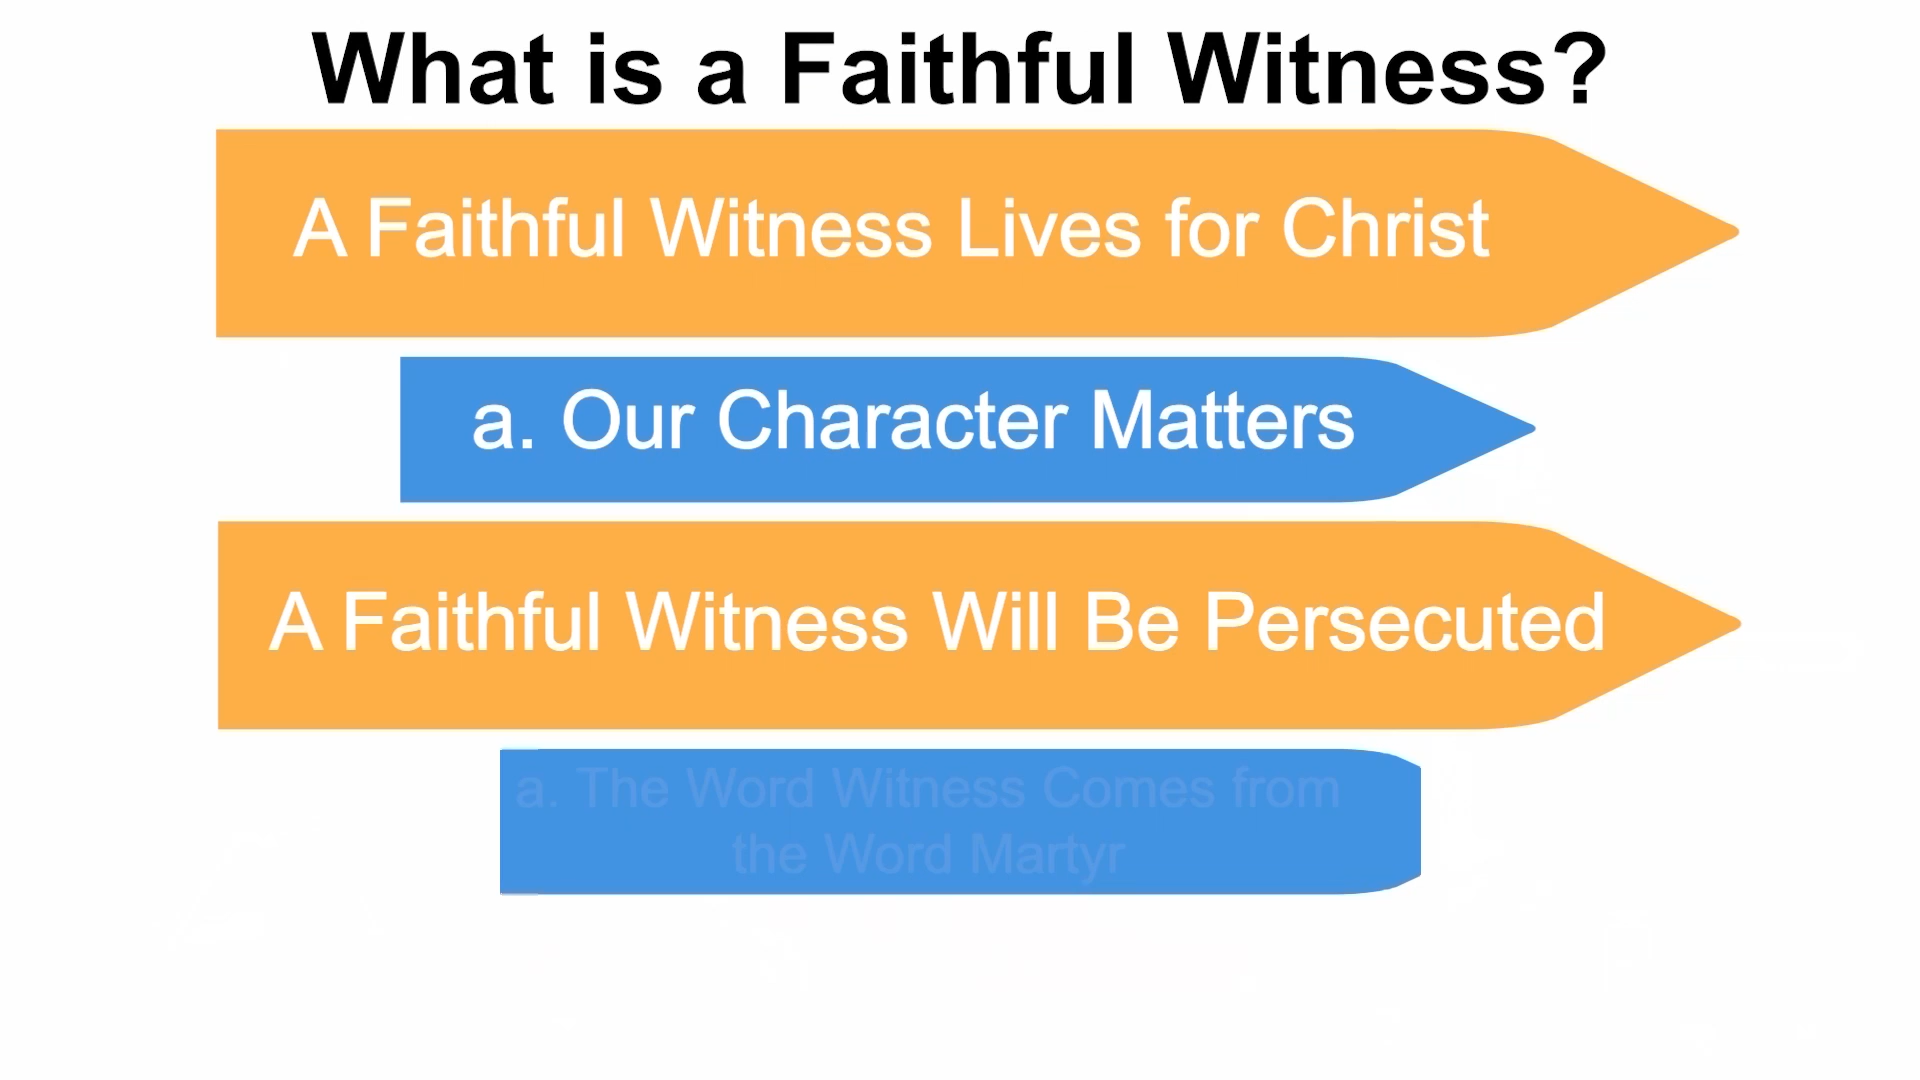 What is a Faithful Witness?
A Faithful Witness Lives for Christ
a. Our Character Matters
A Faithful Witness Will Be Persecuted
a. The Word Witness Comes from
the Word Martyr